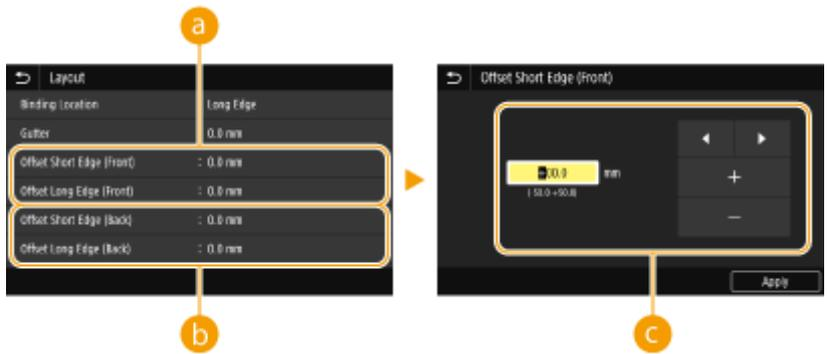 a
Layout
Binding Location Long Edge
Gutter 0.0 mm
Offset Short Edge (Front) : 0.0 mm
Offset Long Edge (Front) : 0.0 mm
Offset Short Edge (Back) : 0.0 mm
Offset Long Edge (Back) : 0.0 mm
b
Offset Short Edge (Front)
+00.0 mm
(-50.0-+50.0)
+
−
Apply
c